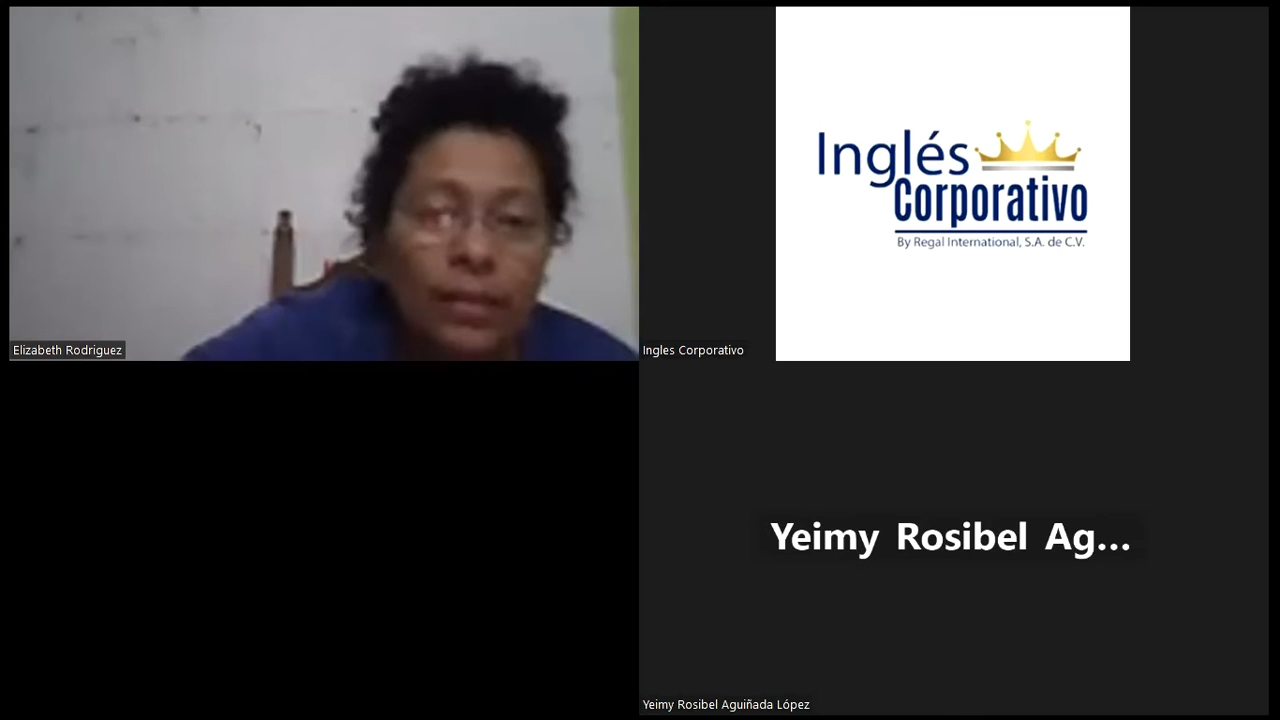 Elizabeth Rodriguez
Inglés
Corporativo
By Regal International, S.A. de C.V.
Ingles Corporativo
Yeimy Rosibel Ag...
Yeimy Rosibel Aguiñada López